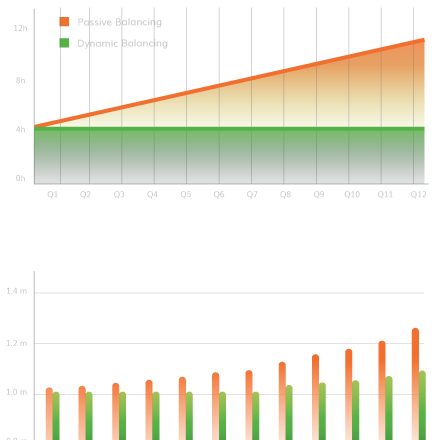 12h
Passive Balancing
Dynamic Balancing
8h
4h
0h
Q1 Q2 Q3 Q4 Q5 Q6 Q7 Q8 Q9 Q10 Q11 Q12
1.4 m
1.2 m
1.0 m